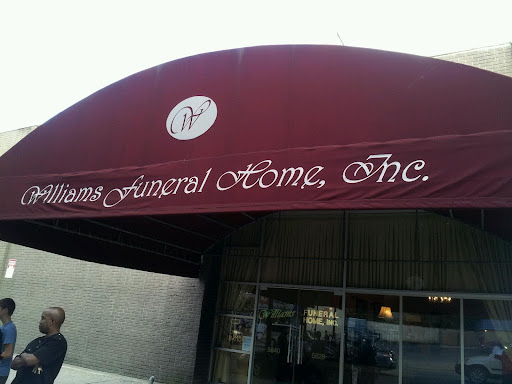 W
Williams Funeral Home, Inc.
Williams FUNERAL
HOME, INC.